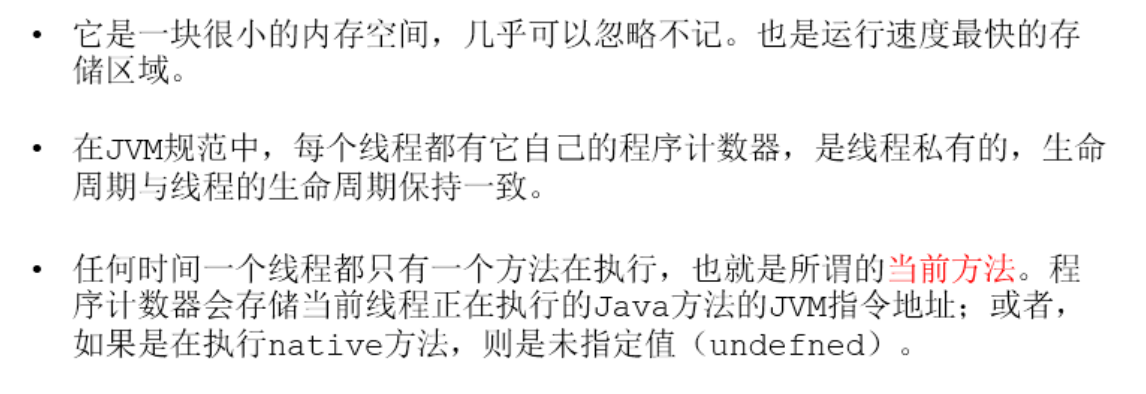 • 它是一块很小的内存空间，几乎可以忽略不记。也是运行速度最快的存
储区域。
• 在JVM规范中，每个线程都有它自己的程序计数器，是线程私有的，生命
周期与线程的生命周期保持一致。
• 任何时间一个线程都只有一个方法在执行，也就是所谓的当前方法。程
序计数器会存储当前线程正在执行的Java方法的JVM指令地址；或者，
如果是在执行native方法，则是未指定值（undefned）。